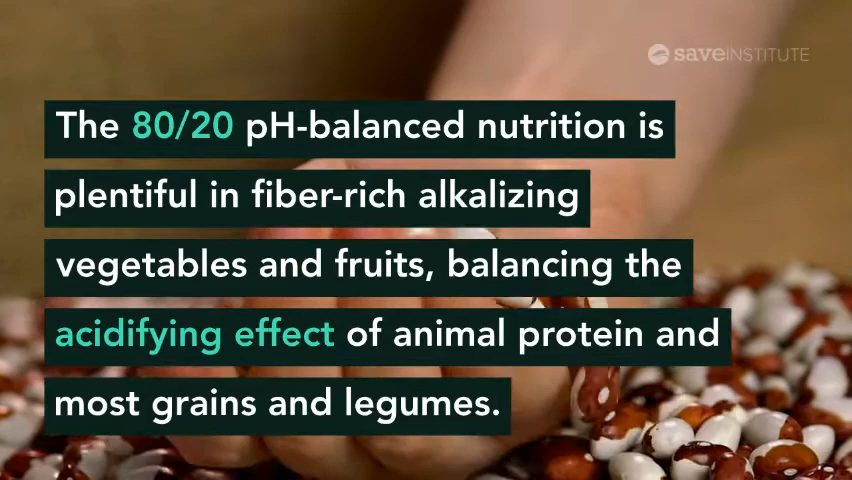 saveINSTITUTE
The 80/20 pH-balanced nutrition is
plentiful in fiber-rich alkalizing
vegetables and fruits, balancing the
acidifying effect of animal protein and
most grains and legumes.